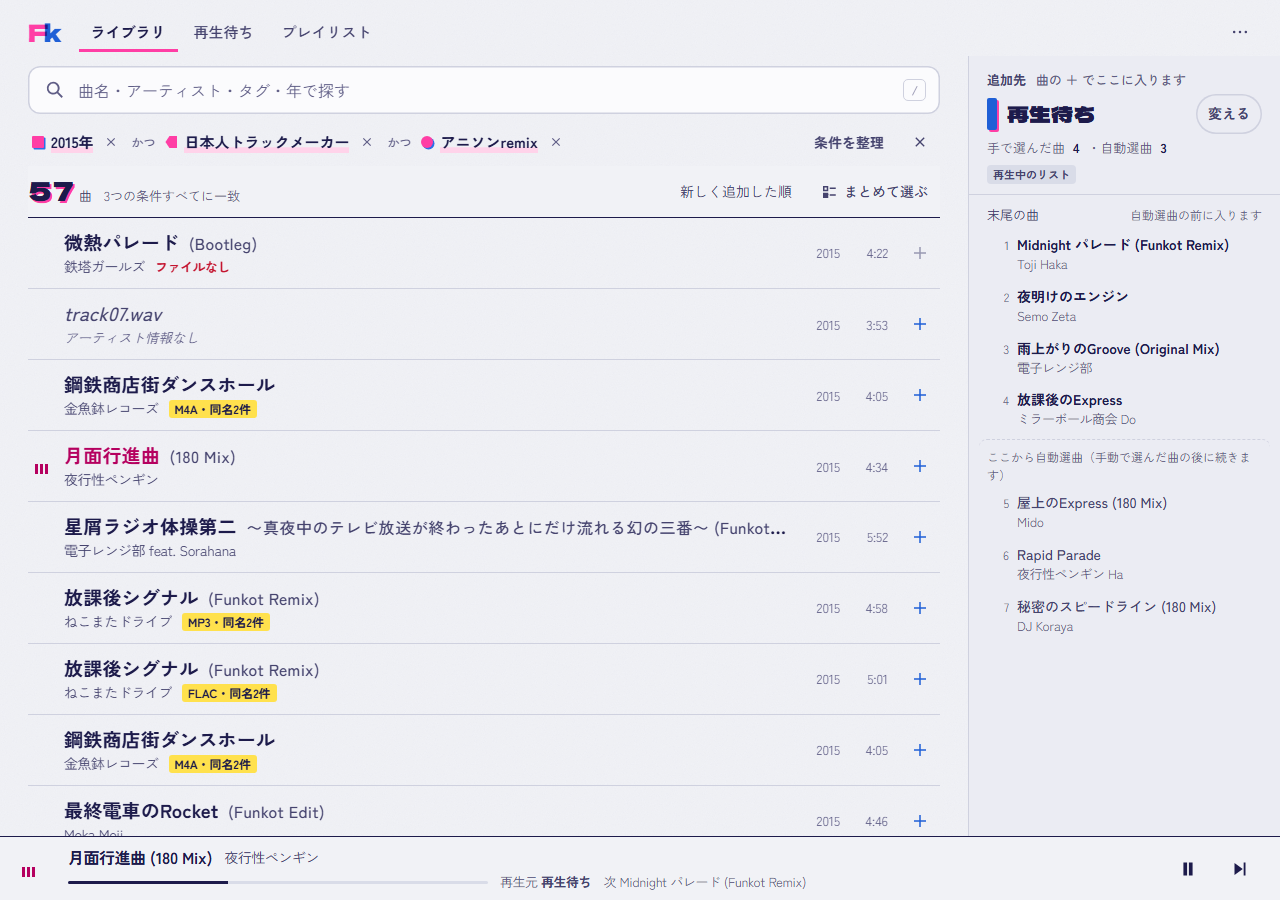 Fk ライブラリ 再生待ち プレイリスト …
曲名・アーティスト・タグ・年で探す /
2015年 × かつ 日本人トラックメーカー × かつ アニソンremix × 条件を整理 ×
57 曲 3つの条件すべてに一致 新しく追加した順 まとめて選ぶ
微熱パレード (Bootleg)
鉄塔ガールズ ファイルなし
2015 4:22 +
track07.wav
アーティスト情報なし
2015 3:53 +
鋼鉄商店街ダンスホール
金魚鉢レコーズ M4A・同名2件
2015 4:05 +
月面行進曲 (180 Mix)
夜行性ペンギン
2015 4:34 +
星屑ラジオ体操第二 〜真夜中のテレビ放送が終わったあとにだけ流れる幻の三番〜 (Funkot…
電子レンジ部 feat. Sorahana
2015 5:52 +
放課後シグナル (Funkot Remix)
ねこまたドライブ MP3・同名2件
2015 4:58 +
放課後シグナル (Funkot Remix)
ねこまたドライブ FLAC・同名2件
2015 5:01 +
鋼鉄商店街ダンスホール
金魚鉢レコーズ M4A・同名2件
2015 4:05 +
最終電車のRocket (Funkot Edit)
Moka Moji
2015 4:46 +
追加先 曲の ＋ でここに入ります
再生待ち 変える
手で選んだ曲 4 ・自動選曲 3
再生中のリスト
末尾の曲 自動選曲の前に入ります
1 Midnight パレード (Funkot Remix)
Toji Haka
2 夜明けのエンジン
Semo Zeta
3 雨上がりのGroove (Original Mix)
電子レンジ部
4 放課後のExpress
ミラーボール商会 Do
ここから自動選曲（手動で選んだ曲の後に続きま
す）
5 屋上のExpress (180 Mix)
Mido
6 Rapid Parade
夜行性ペンギン Ha
7 秘密のスピードライン (180 Mix)
DJ Koraya
月面行進曲 (180 Mix) 夜行性ペンギン
再生元 再生待ち 次 Midnight パレード (Funkot Remix)